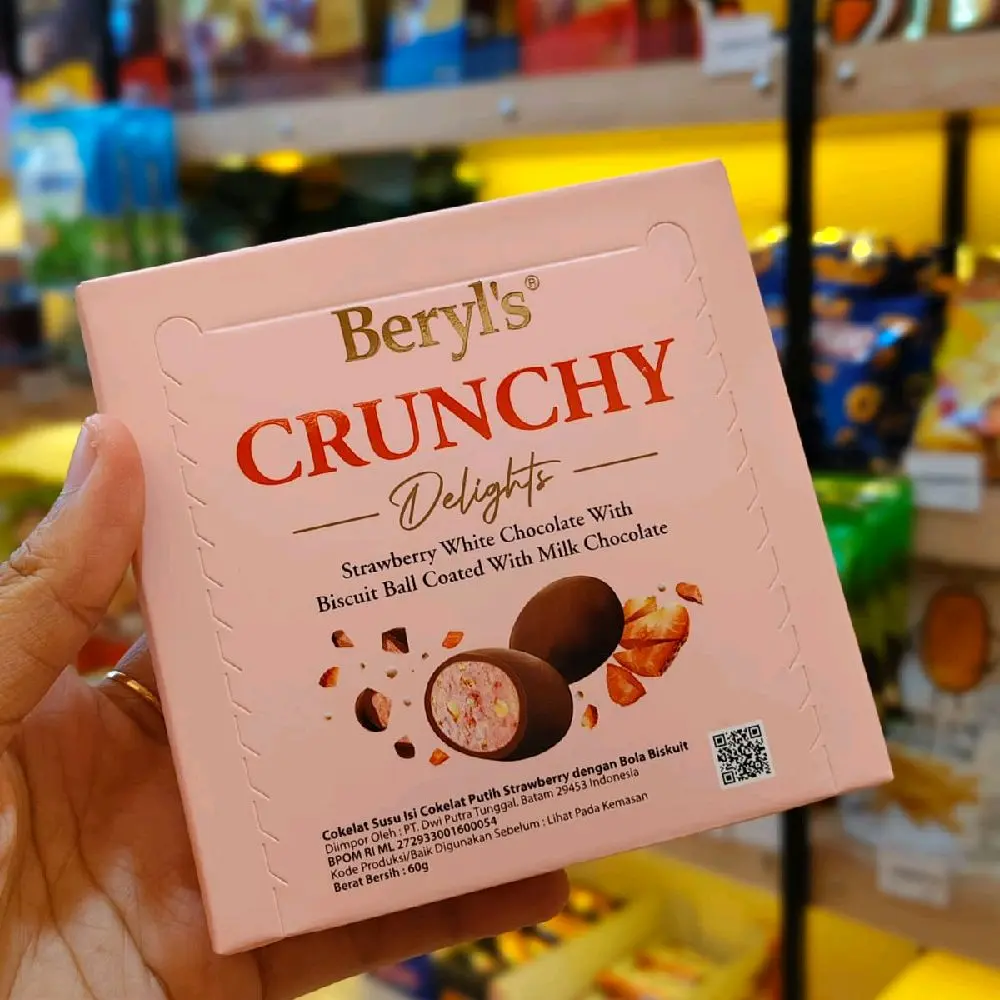 Beryl's®
CRUNCHY
Delights
Strawberry White Chocolate With
Biscuit Ball Coated With Milk Chocolate
Cokelat Susu Isi Cokelat Putih Strawberry dengan Bola Biskuit
Diimpor Oleh : PT. Dwi Putra Tunggal, Batam 29453 Indonesia
BPOM RI ML 272933001600054
Kode Produksi/Baik Digunakan Sebelum : Lihat Pada Kemasan
Berat Bersih : 60g